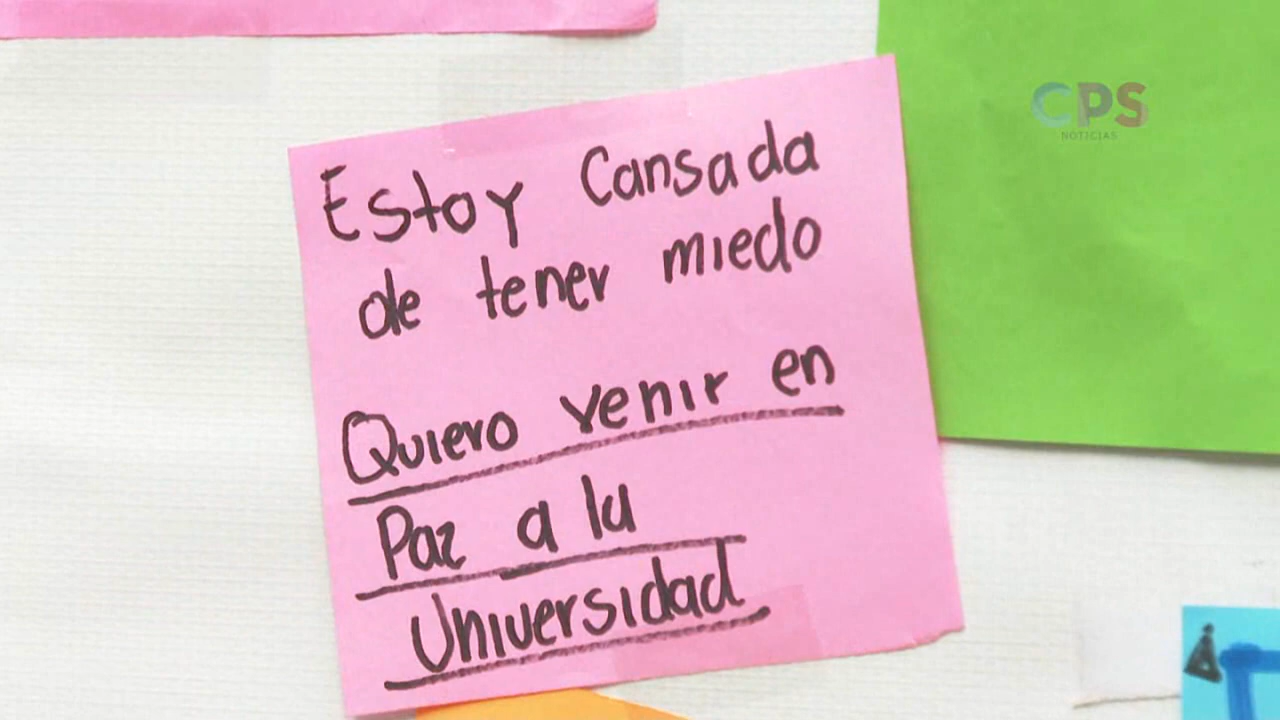 CPS
NOTICIAS
Estoy Cansada
de tener miedo
Quiero venir en
Paz a la
Universidad